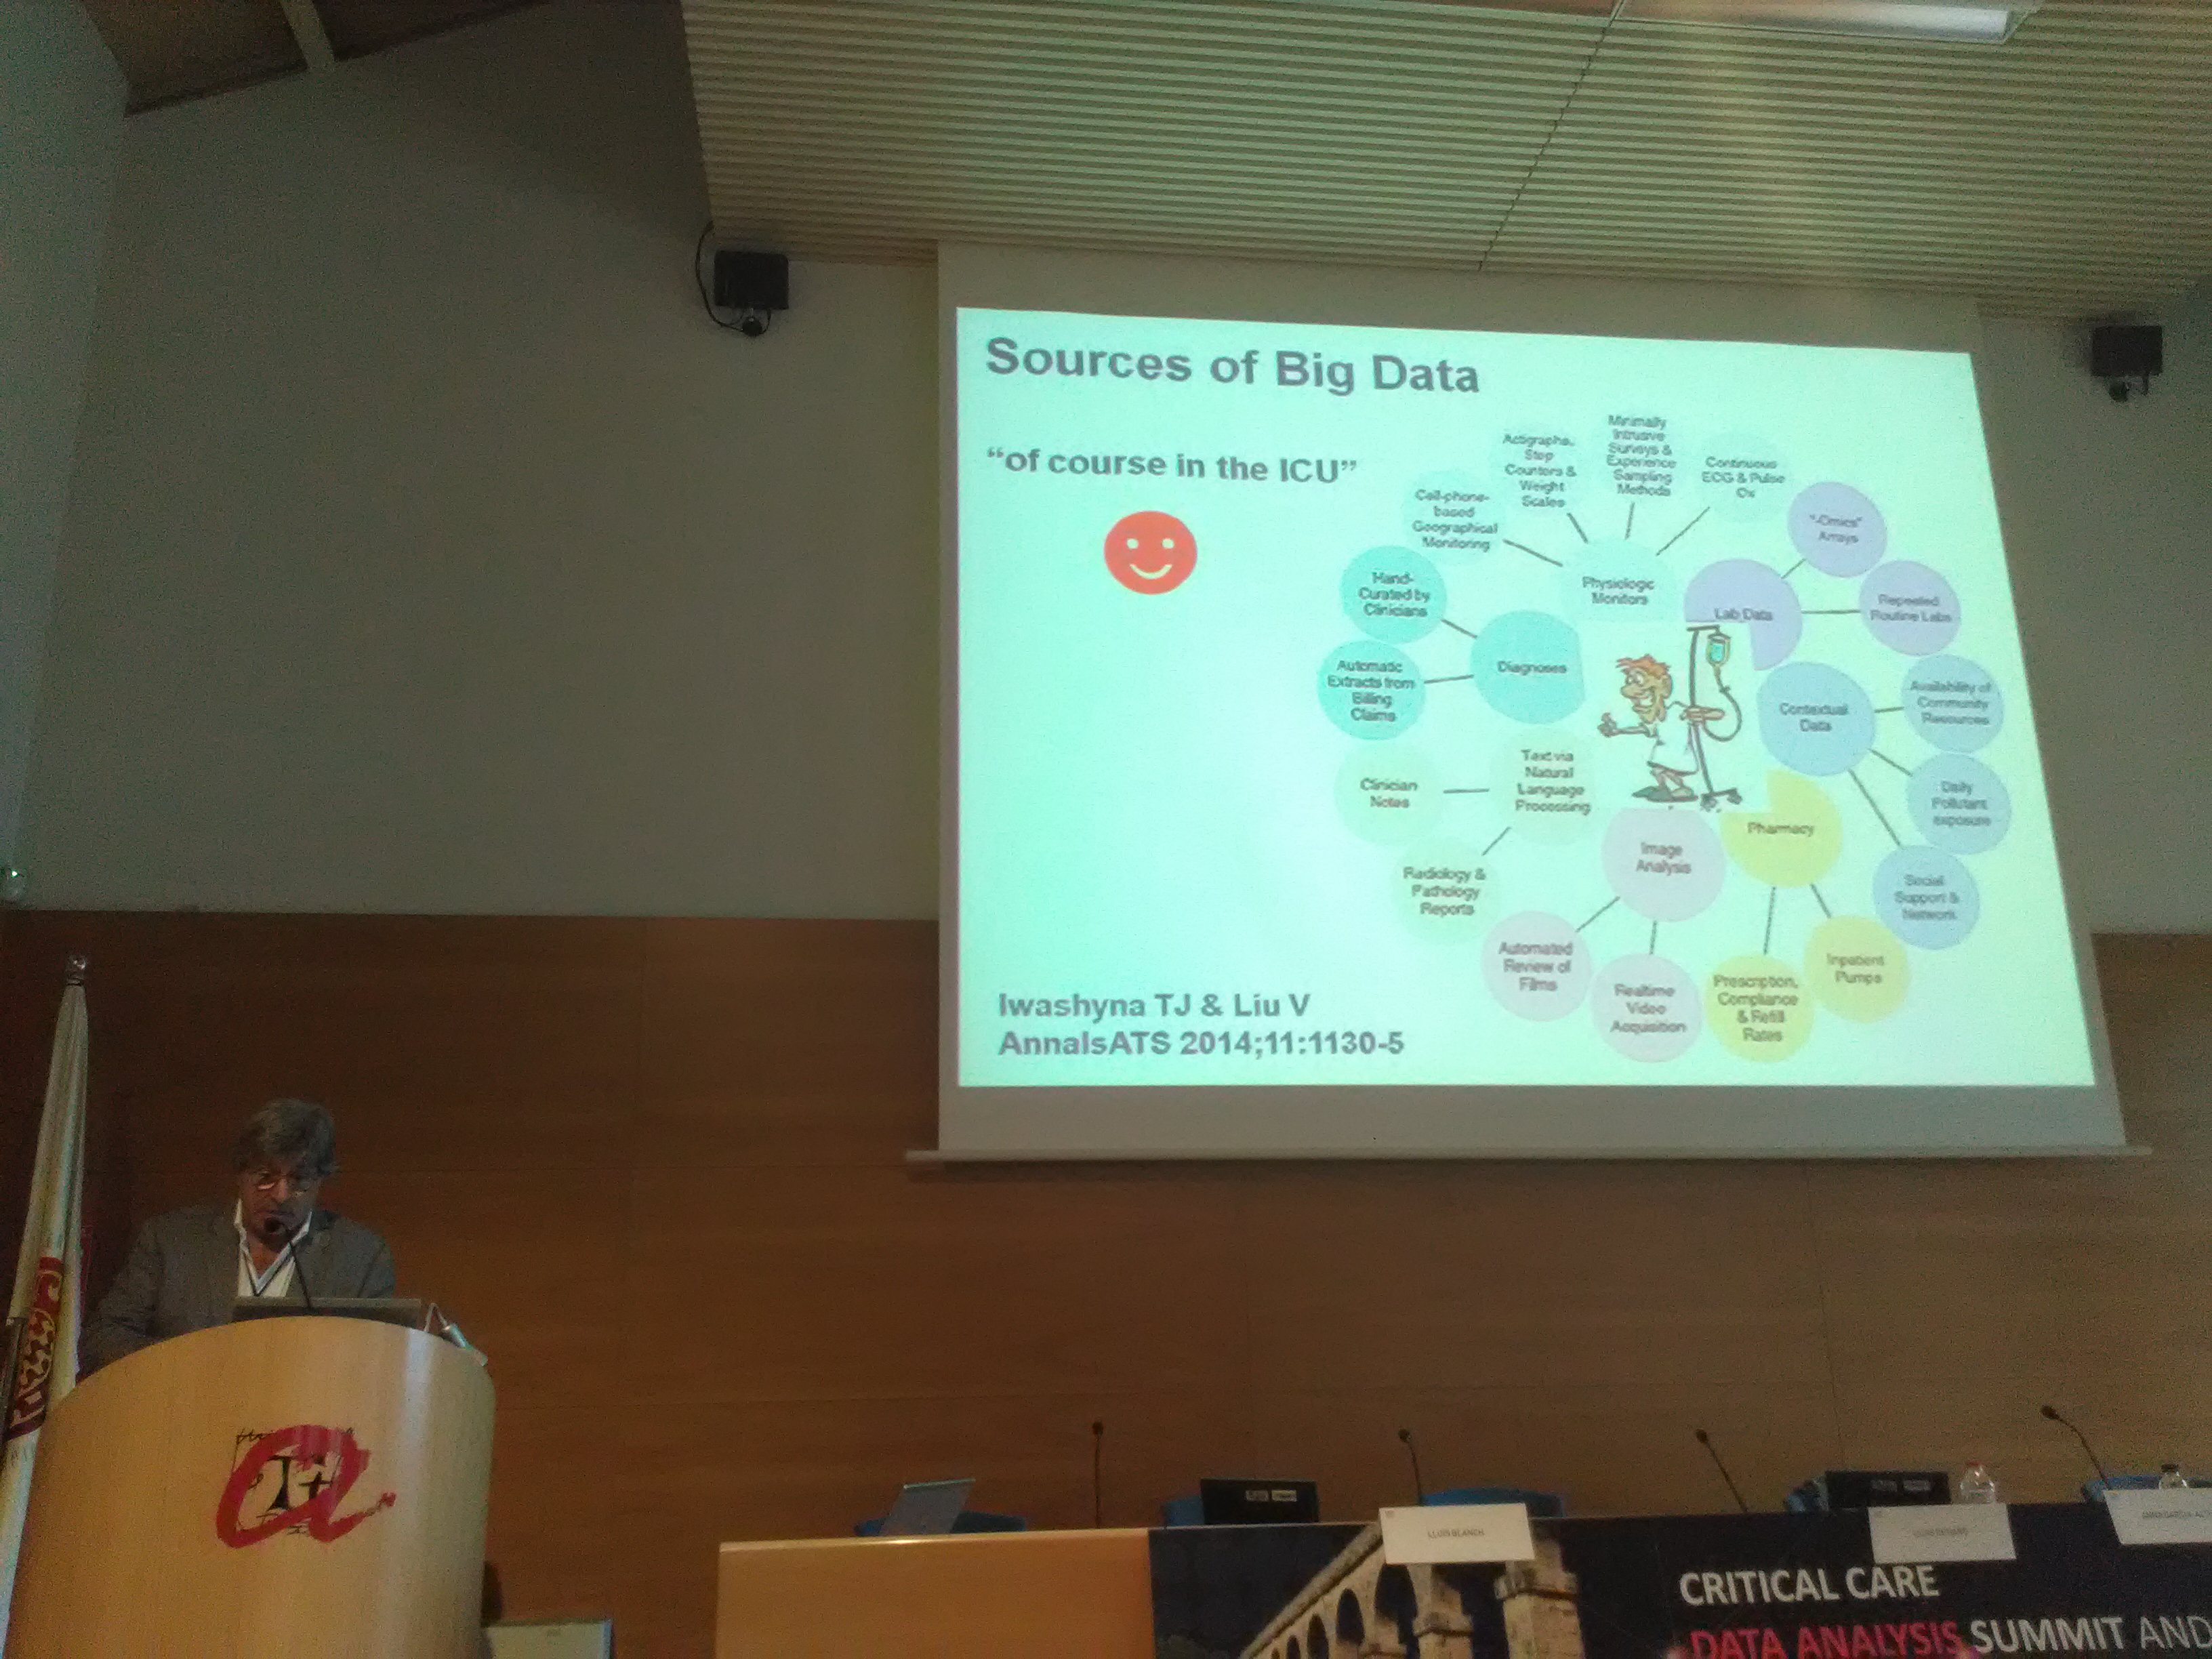 Sources of Big Data
“of course in the ICU”
Cell-phone-
based
Geographical
Monitoring
Actigraphs,
Step
Counters &
Weight
Scales
Minimally
Intrusive
Surveys &
Experience
Sampling
Methods
Continuous
ECG & Pulse
Ox
Physiologic
Monitors
"-Omics"
Arrays
Repeated
Routine Labs
Lab Data
Hand-
Curated by
Clinicians
Automatic
Extracts from
Billing
Claims
Diagnoses
Contextual
Data
Availability of
Community
Resources
Daily
Pollutant
exposure
Social
Support &
Network
Clinician
Notes
Text via
Natural
Language
Processing
Radiology &
Pathology
Reports
Image
Analysis
Automated
Review of
Films
Realtime
Video
Acquisition
Pharmacy
Prescription,
Compliance
& Refill
Rates
Inpatient
Pumps
Iwashyna TJ & Liu V
AnnalsATS 2014;11:1130-5
LLUIS BLANCH
CRITICAL CARE
DATA ANALYSIS SUMMIT AND